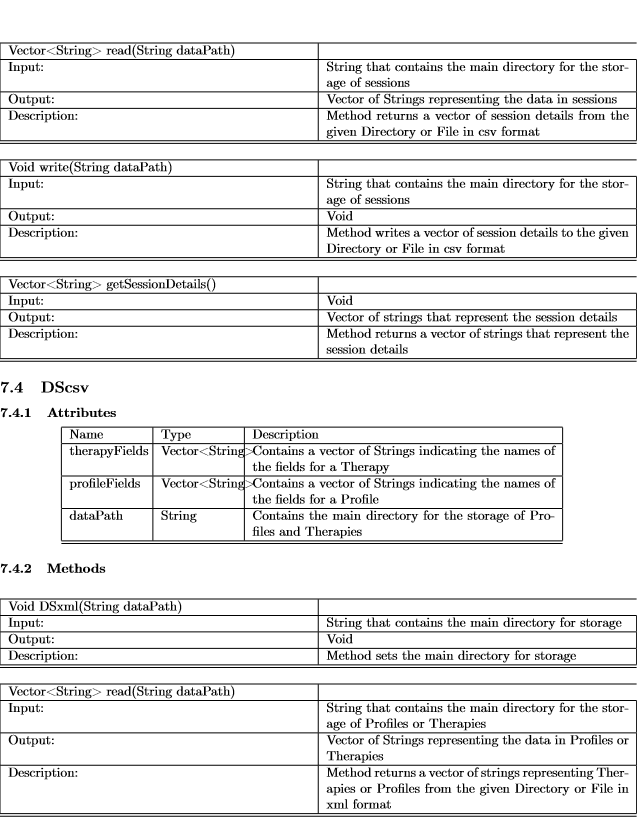 Vector<String> read(String dataPath)
Input: String that contains the main directory for the stor-
age of sessions
Output: Vector of Strings representing the data in sessions
Description: Method returns a vector of session details from the
given Directory or File in csv format
Void write(String dataPath)
Input: String that contains the main directory for the stor-
age of sessions
Output: Void
Description: Method writes a vector of session details to the given
Directory or File in csv format
Vector<String> getSessionDetails()
Input: Void
Output: Vector of strings that represent the session details
Description: Method returns a vector of strings that represent the
session details
7.4 DScsv
7.4.1 Attributes
Name Type Description
therapyFields Vector<String> Contains a vector of Strings indicating the names of
the fields for a Therapy
profileFields Vector<String> Contains a vector of Strings indicating the names of
the fields for a Profile
dataPath String Contains the main directory for the storage of Pro-
files and Therapies
7.4.2 Methods
Void DSxml(String dataPath)
Input: String that contains the main directory for storage
Output: Void
Description: Method sets the main directory for storage
Vector<String> read(String dataPath)
Input: String that contains the main directory for the stor-
age of Profiles or Therapies
Output: Vector of Strings representing the data in Profiles or
Therapies
Description: Method returns a vector of strings representing Ther-
apies or Profiles from the given Directory or File in
xml format